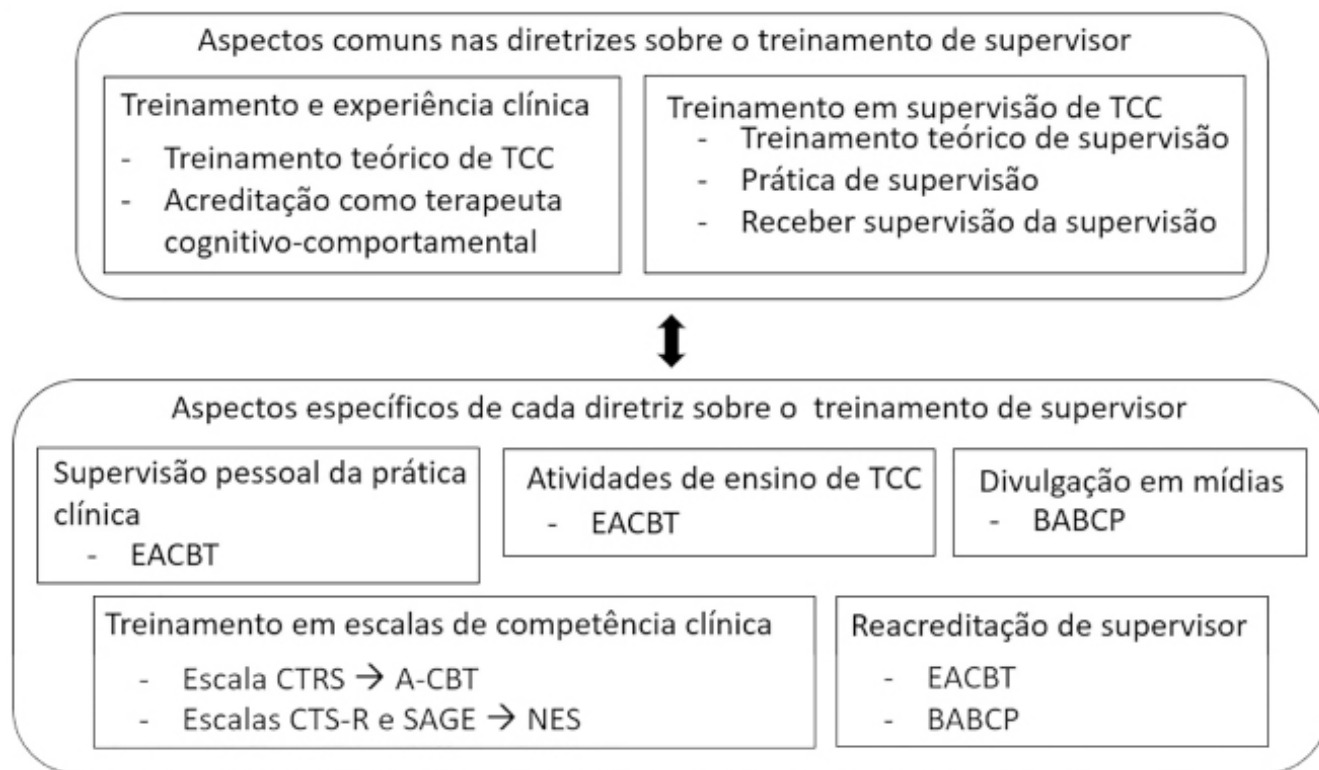 Aspectos comuns nas diretrizes sobre o treinamento de supervisor
Treinamento e experiência clínica
- Treinamento teórico de TCC
- Acreditação como terapeuta
cognitivo-comportamental
Treinamento em supervisão de TCC
- Treinamento teórico de supervisão
- Prática de supervisão
- Receber supervisão da supervisão
Aspectos específicos de cada diretriz sobre o treinamento de supervisor
Supervisão pessoal da prática
clínica
- EACBT
Atividades de ensino de TCC
- EACBT
Divulgação em mídias
- BABCP
Treinamento em escalas de competência clínica
- Escala CTRS → A-CBT
- Escalas CTS-R e SAGE → NES
Reacreditação de supervisor
- EACBT
- BABCP